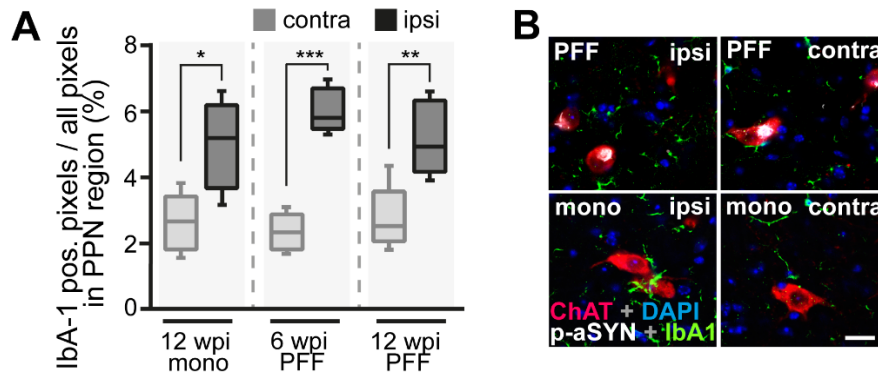 A
contra ipsi
IbA-1 pos. pixels / all pixels
in PPN region (%)
8
6
4
2
0
* *** **
12 wpi
mono
6 wpi
PFF
12 wpi
PFF
B
PFF ipsi
PFF contra
mono ipsi
mono contra
ChAT + DAPI
p-aSYN + IbA1